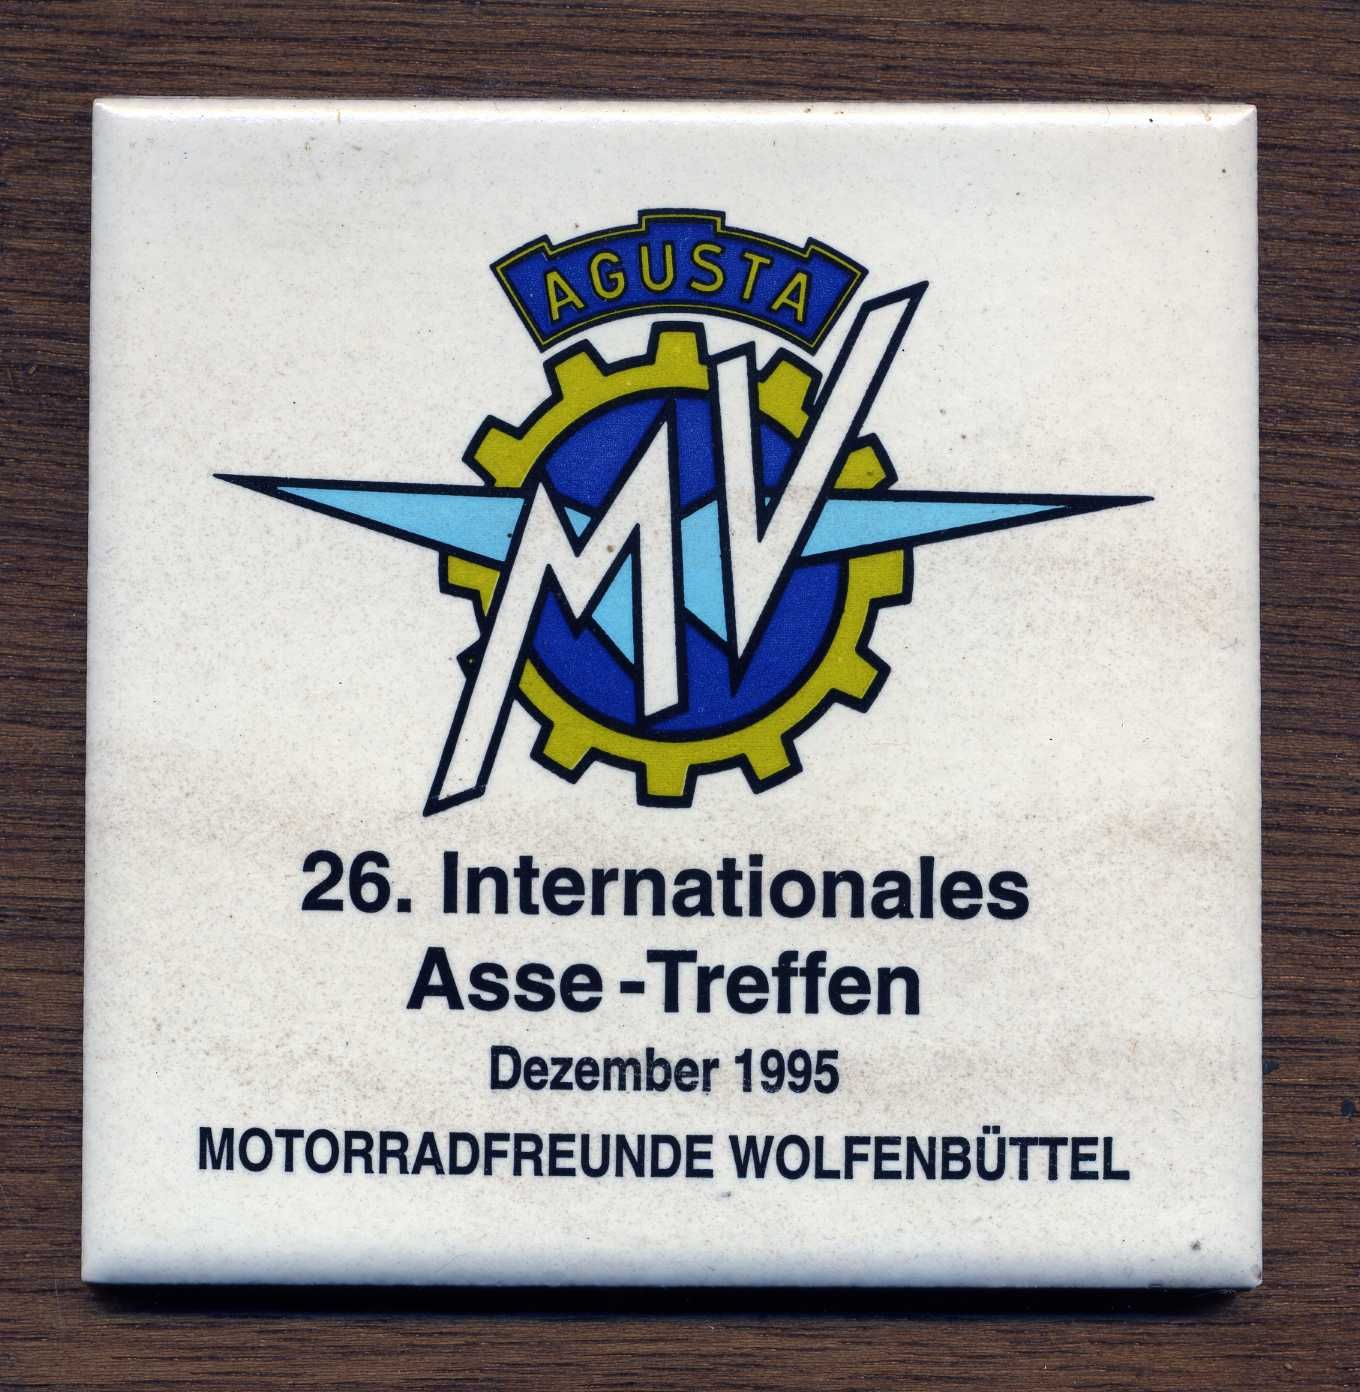 AGUSTA
MV
26. Internationales
Asse-Treffen
Dezember 1995
MOTORRADFREUNDE WOLFENBÜTTEL